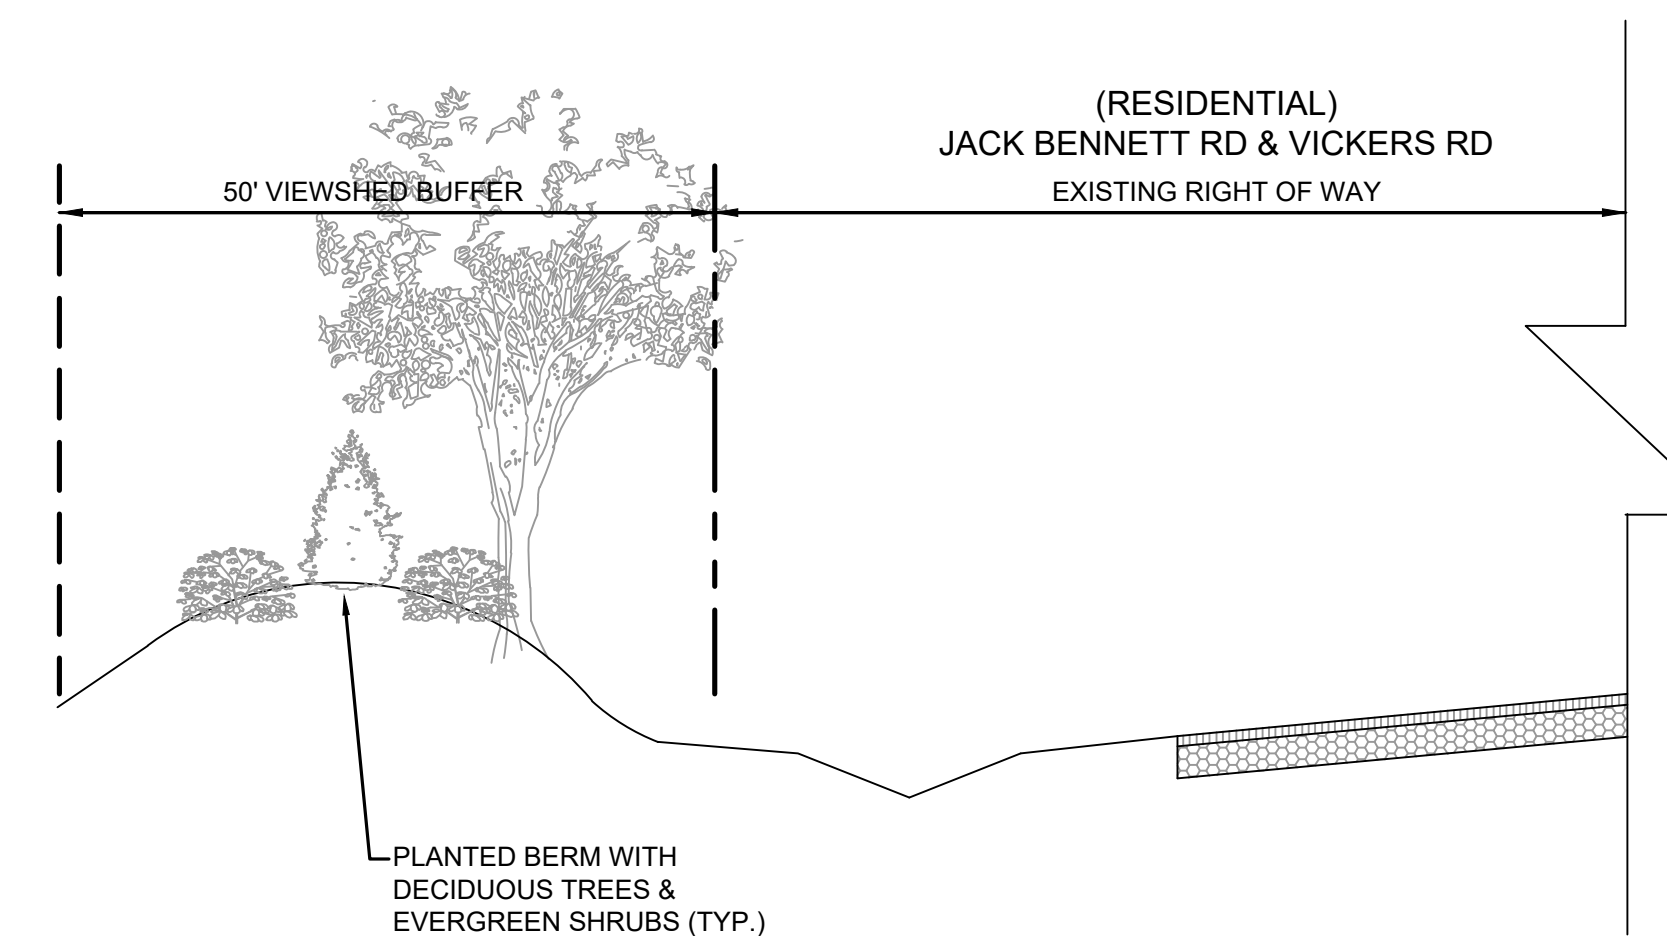 (RESIDENTIAL)
JACK BENNETT RD & VICKERS RD
50' VIEWSHED BUFFER
EXISTING RIGHT OF WAY
PLANTED BERM WITH
DECIDUOUS TREES &
EVERGREEN SHRUBS (TYP.)